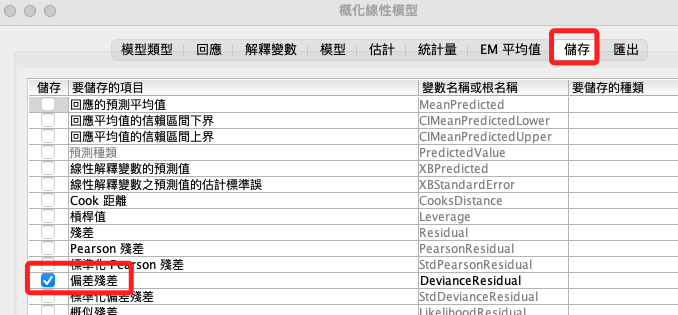 概化線性模型
模型類型 回應 解釋變數 模型 估計 統計量 EM 平均值 儲存 匯出
儲存 要儲存的項目 變數名稱或根名稱 要儲存的種類
回應的預測平均值 MeanPredicted
回應平均值的信賴區間下界 CIMeanPredictedLower
回應平均值的信賴區間上界 CIMeanPredictedUpper
預測種類 PredictedValue
線性解釋變數的預測值 XBPredicted
線性解釋變數之預測值的估計標準誤 XBStandardError
Cook 距離 CooksDistance
槓桿值 Leverage
殘差 Residual
Pearson 殘差 PearsonResidual
標準化 Pearson 殘差 StdPearsonResidual
偏差殘差 DevianceResidual
標準化偏差殘差 StdDevianceResidual
概似殘差 LikelihoodResidual